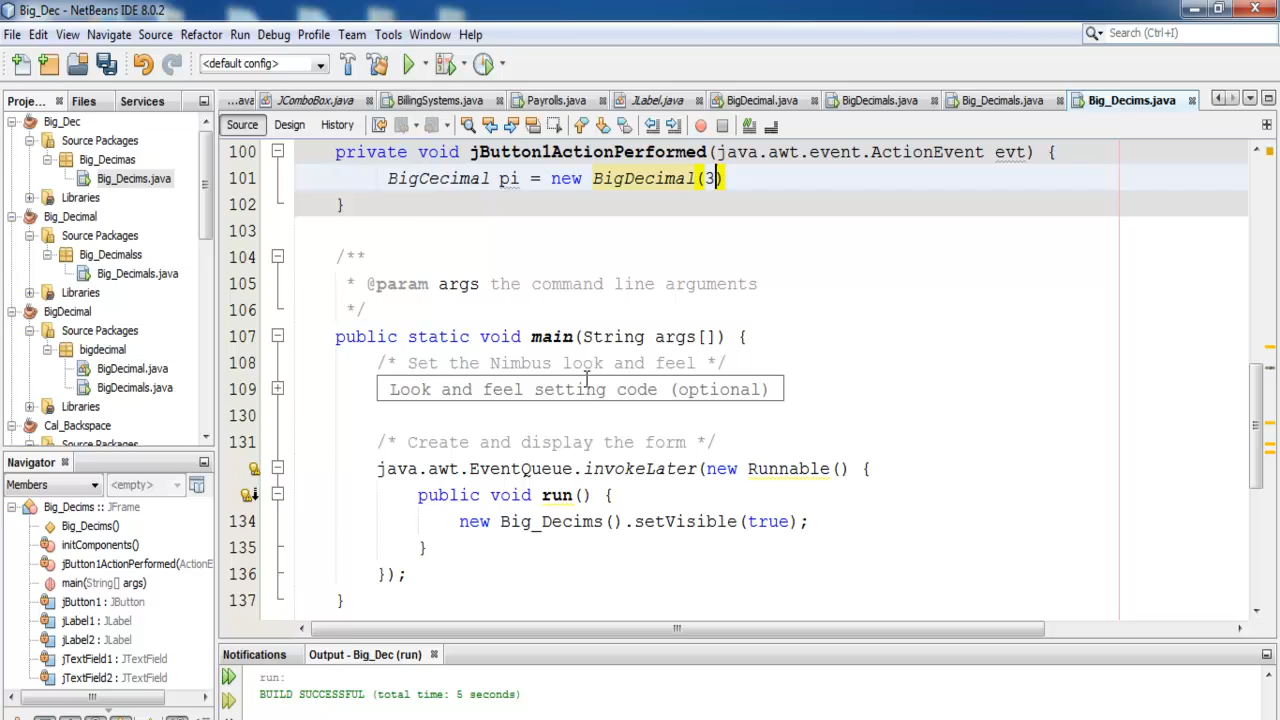 Big_Dec - NetBeans IDE 8.0.2
File Edit View Navigate Source Refactor Run Debug Profile Team Tools Window Help
Search (Ctrl+I)
<default config>
Proje... Files Services
...ava JComboBox.java BillingSystems.java Payrolls.java JLabel.java BigDecimal.java BigDecimals.java Big_Decimals.java Big_Decims.java
Source Design History
Big_Dec
Source Packages
Big_Decimas
Big_Decims.java
Libraries
Big_Decimal
Source Packages
Big_Decimalss
Big_Decimals.java
Libraries
BigDecimal
Source Packages
bigdecimal
BigDecimal.java
BigDecimals.java
Libraries
Cal_Backspace
Source Packages
Navigator
Members <empty>
Big_Decims :: JFrame
Big_Decims()
initComponents()
jButton1ActionPerformed(ActionE
main(String[] args)
jButton1 : JButton
jLabel1 : JLabel
jLabel2 : JLabel
jTextField1 : JTextField
jTextField2 : JTextField
100 private void jButton1ActionPerformed(java.awt.event.ActionEvent evt) {
101 BigCecimal pi = new BigDecimal(3)
102 }
103
104 /**
105 * @param args the command line arguments
106 */
107 public static void main(String args[]) {
108 /* Set the Nimbus look and feel */
109 Look and feel setting code (optional)
130
131 /* Create and display the form */
java.awt.EventQueue.invokeLater(new Runnable() {
public void run() {
134 new Big_Decims().setVisible(true);
135 }
136 });
137 }
Notifications Output - Big_Dec (run)
run:
BUILD SUCCESSFUL (total time: 5 seconds)